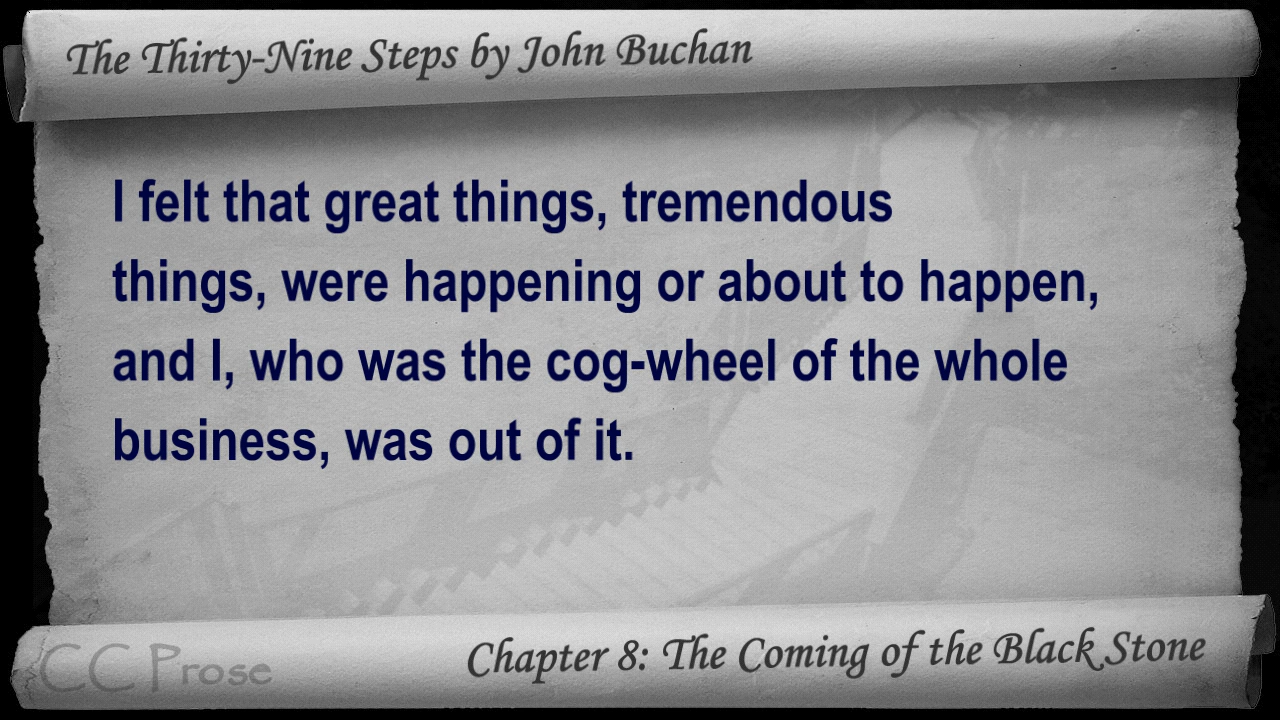 The Thirty-Nine Steps by John Buchan
I felt that great things, tremendous
things, were happening or about to happen,
and I, who was the cog-wheel of the whole
business, was out of it.
CC Prose
Chapter 8: The Coming of the Black Stone